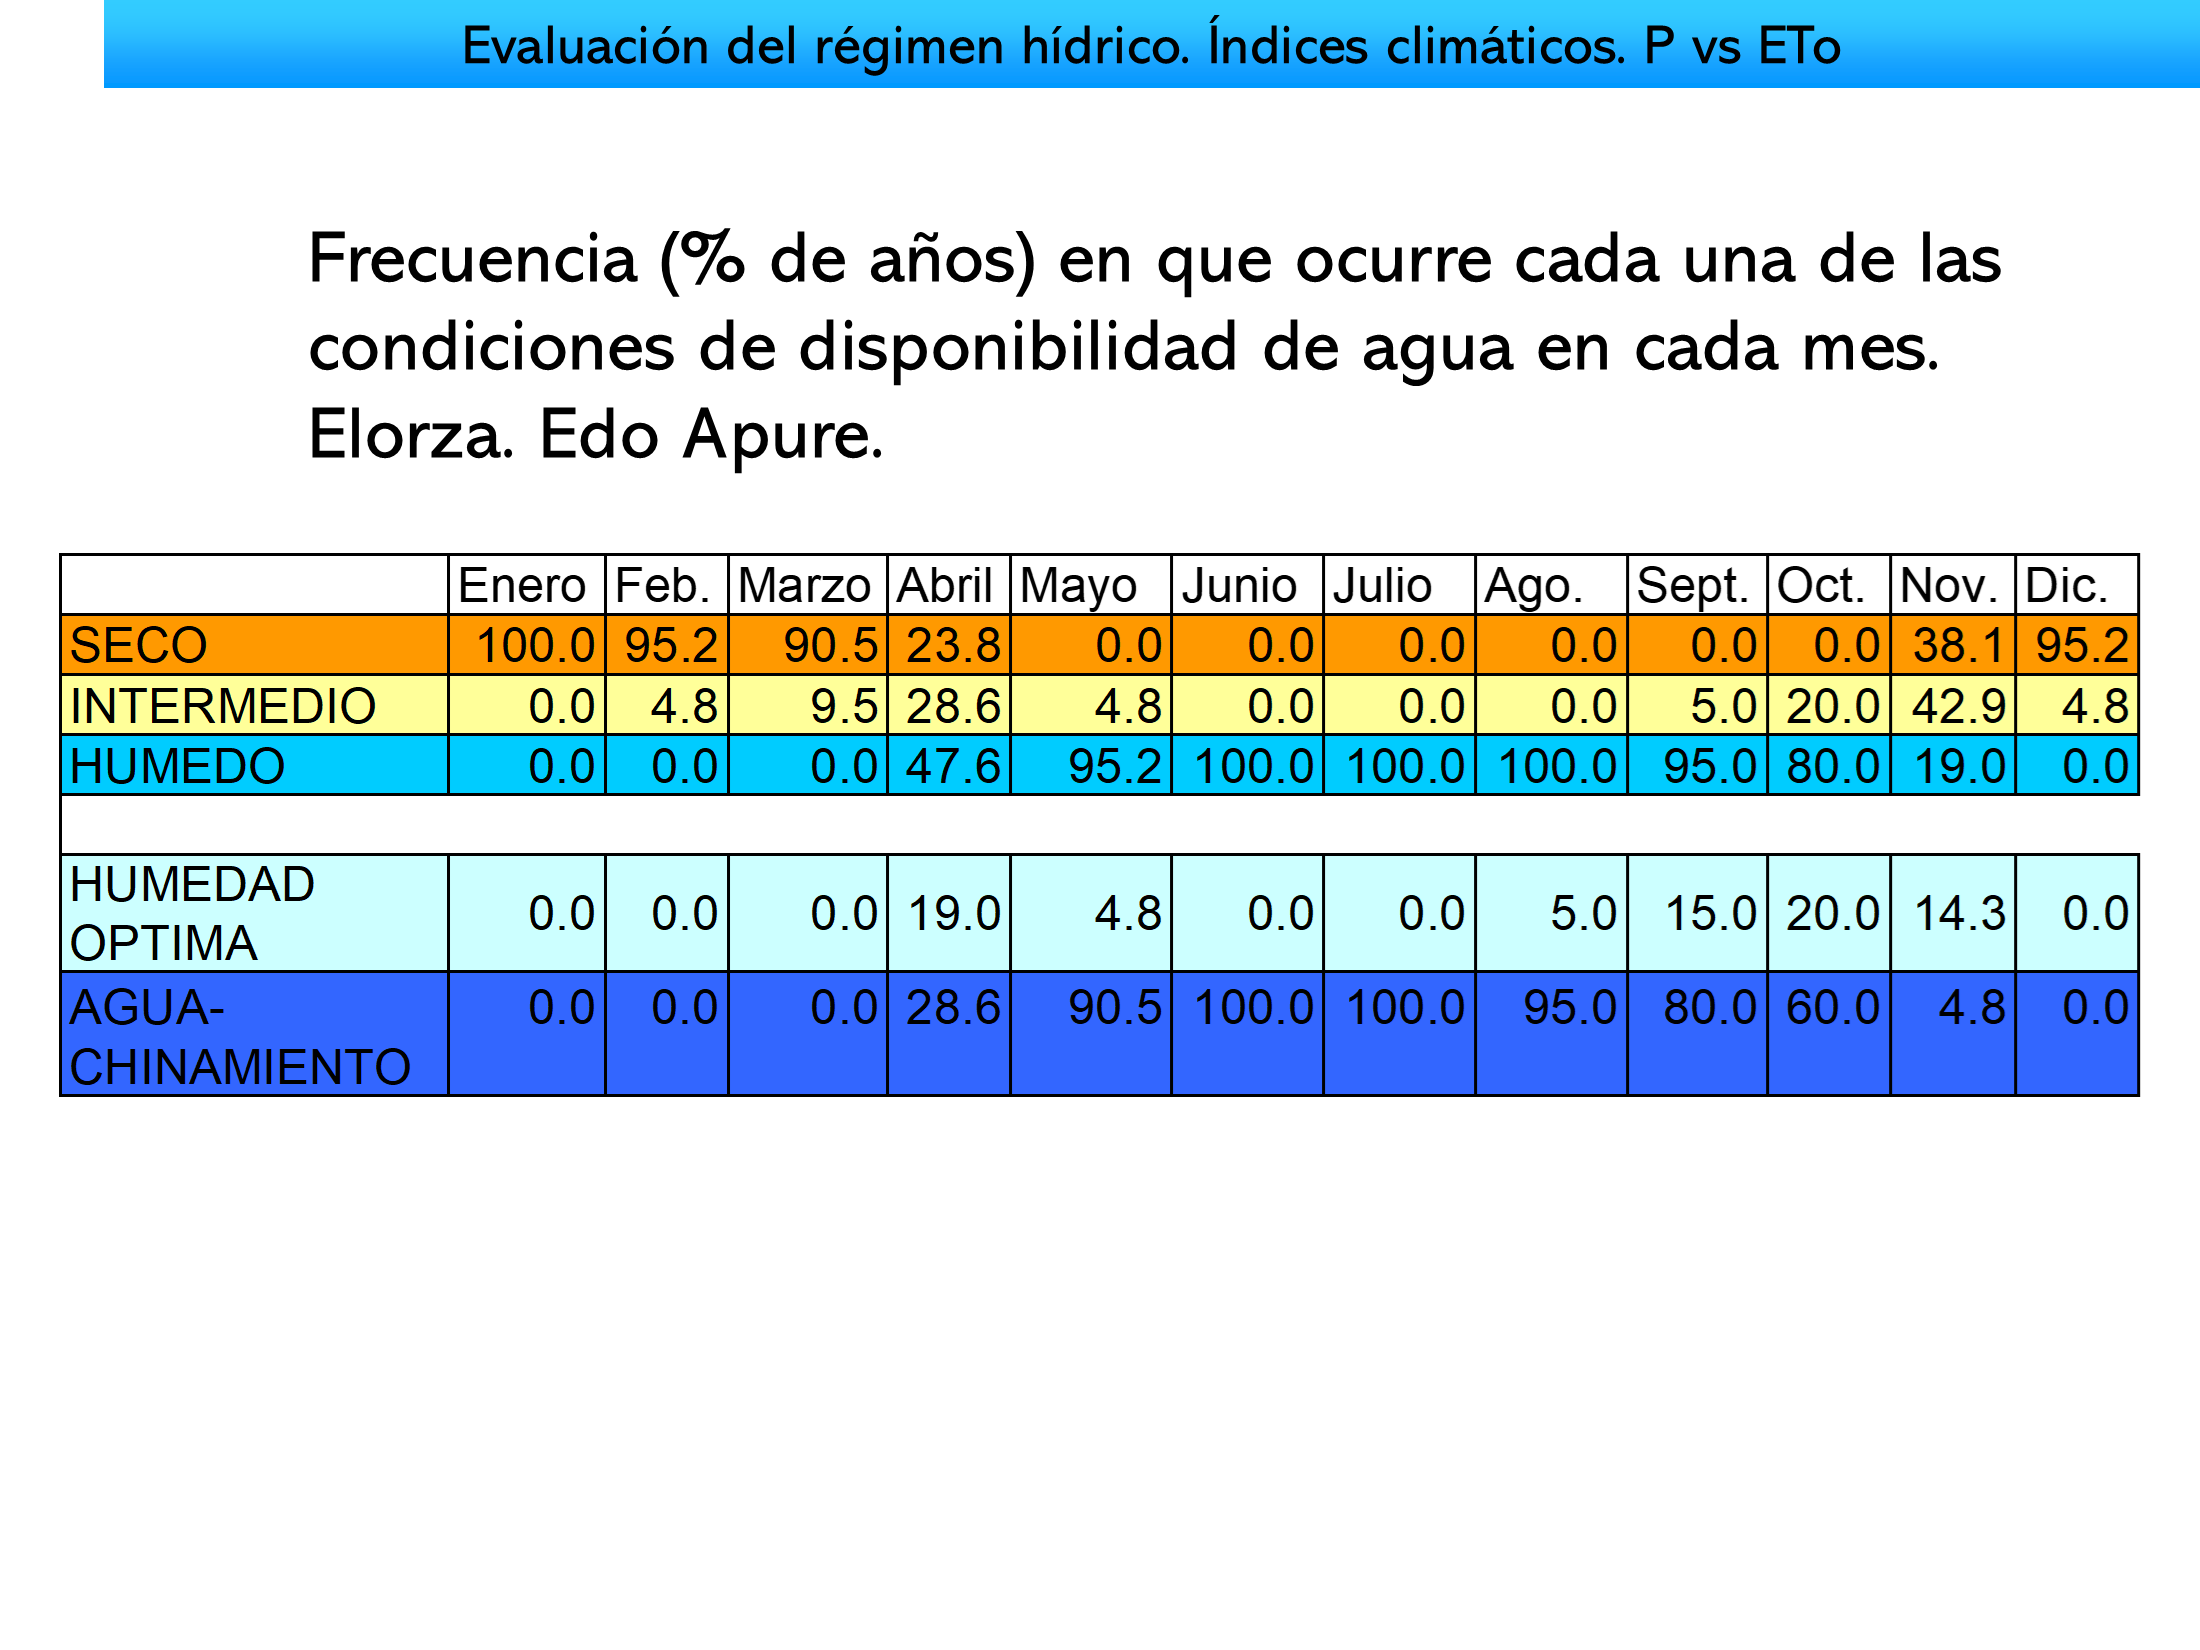 Evaluación del régimen hídrico. Índices climáticos. P vs ETo
Frecuencia (% de años) en que ocurre cada una de las
condiciones de disponibilidad de agua en cada mes.
Elorza. Edo Apure.
Enero Feb. Marzo Abril Mayo Junio Julio Ago. Sept. Oct. Nov. Dic.
SECO 100.0 95.2 90.5 23.8 0.0 0.0 0.0 0.0 0.0 0.0 38.1 95.2
INTERMEDIO 0.0 4.8 9.5 28.6 4.8 0.0 0.0 0.0 5.0 20.0 42.9 4.8
HUMEDO 0.0 0.0 0.0 47.6 95.2 100.0 100.0 100.0 95.0 80.0 19.0 0.0
HUMEDAD
OPTIMA 0.0 0.0 0.0 19.0 4.8 0.0 0.0 5.0 15.0 20.0 14.3 0.0
AGUA- 0.0 0.0 0.0 28.6 90.5 100.0 100.0 95.0 80.0 60.0 4.8 0.0
CHINAMIENTO